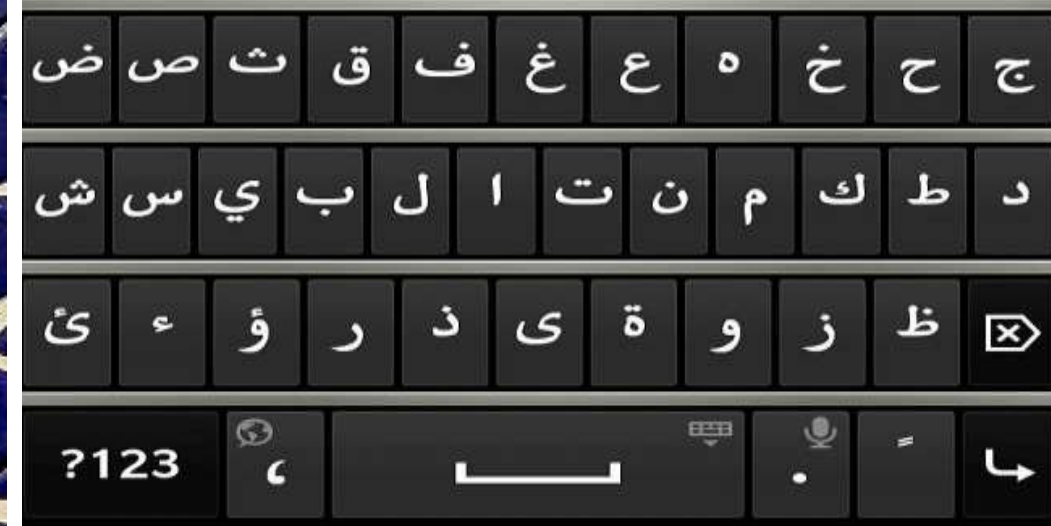 ج ح خ ه ع غ ف ق ث ص ض
د ط ك م ن ت ا ل ب ي س ش
ظ ز و ة ى ذ ر ؤ ء ئ
?123 ، . ً